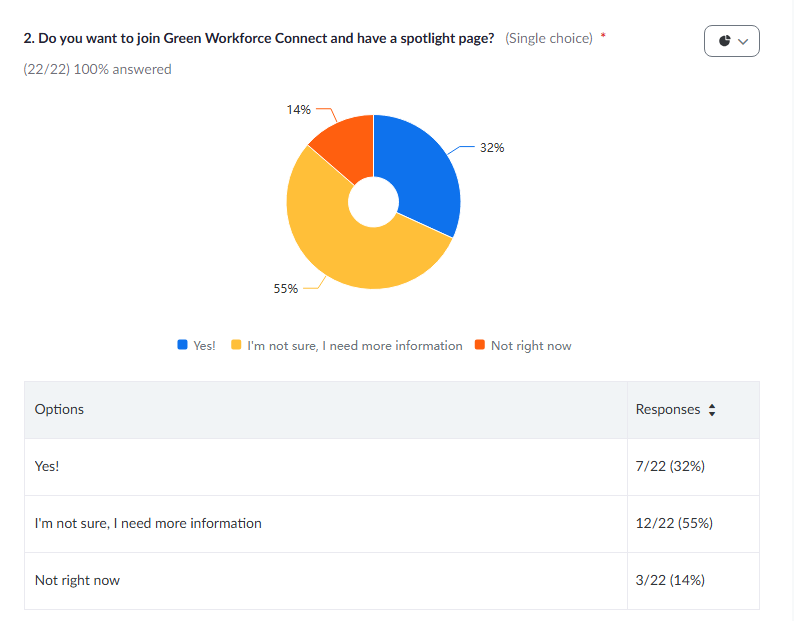 2. Do you want to join Green Workforce Connect and have a spotlight page? (Single choice) *
(22/22) 100% answered
14%
32%
55%
Yes! I'm not sure, I need more information Not right now
Options Responses
Yes! 7/22 (32%)
I'm not sure, I need more information 12/22 (55%)
Not right now 3/22 (14%)